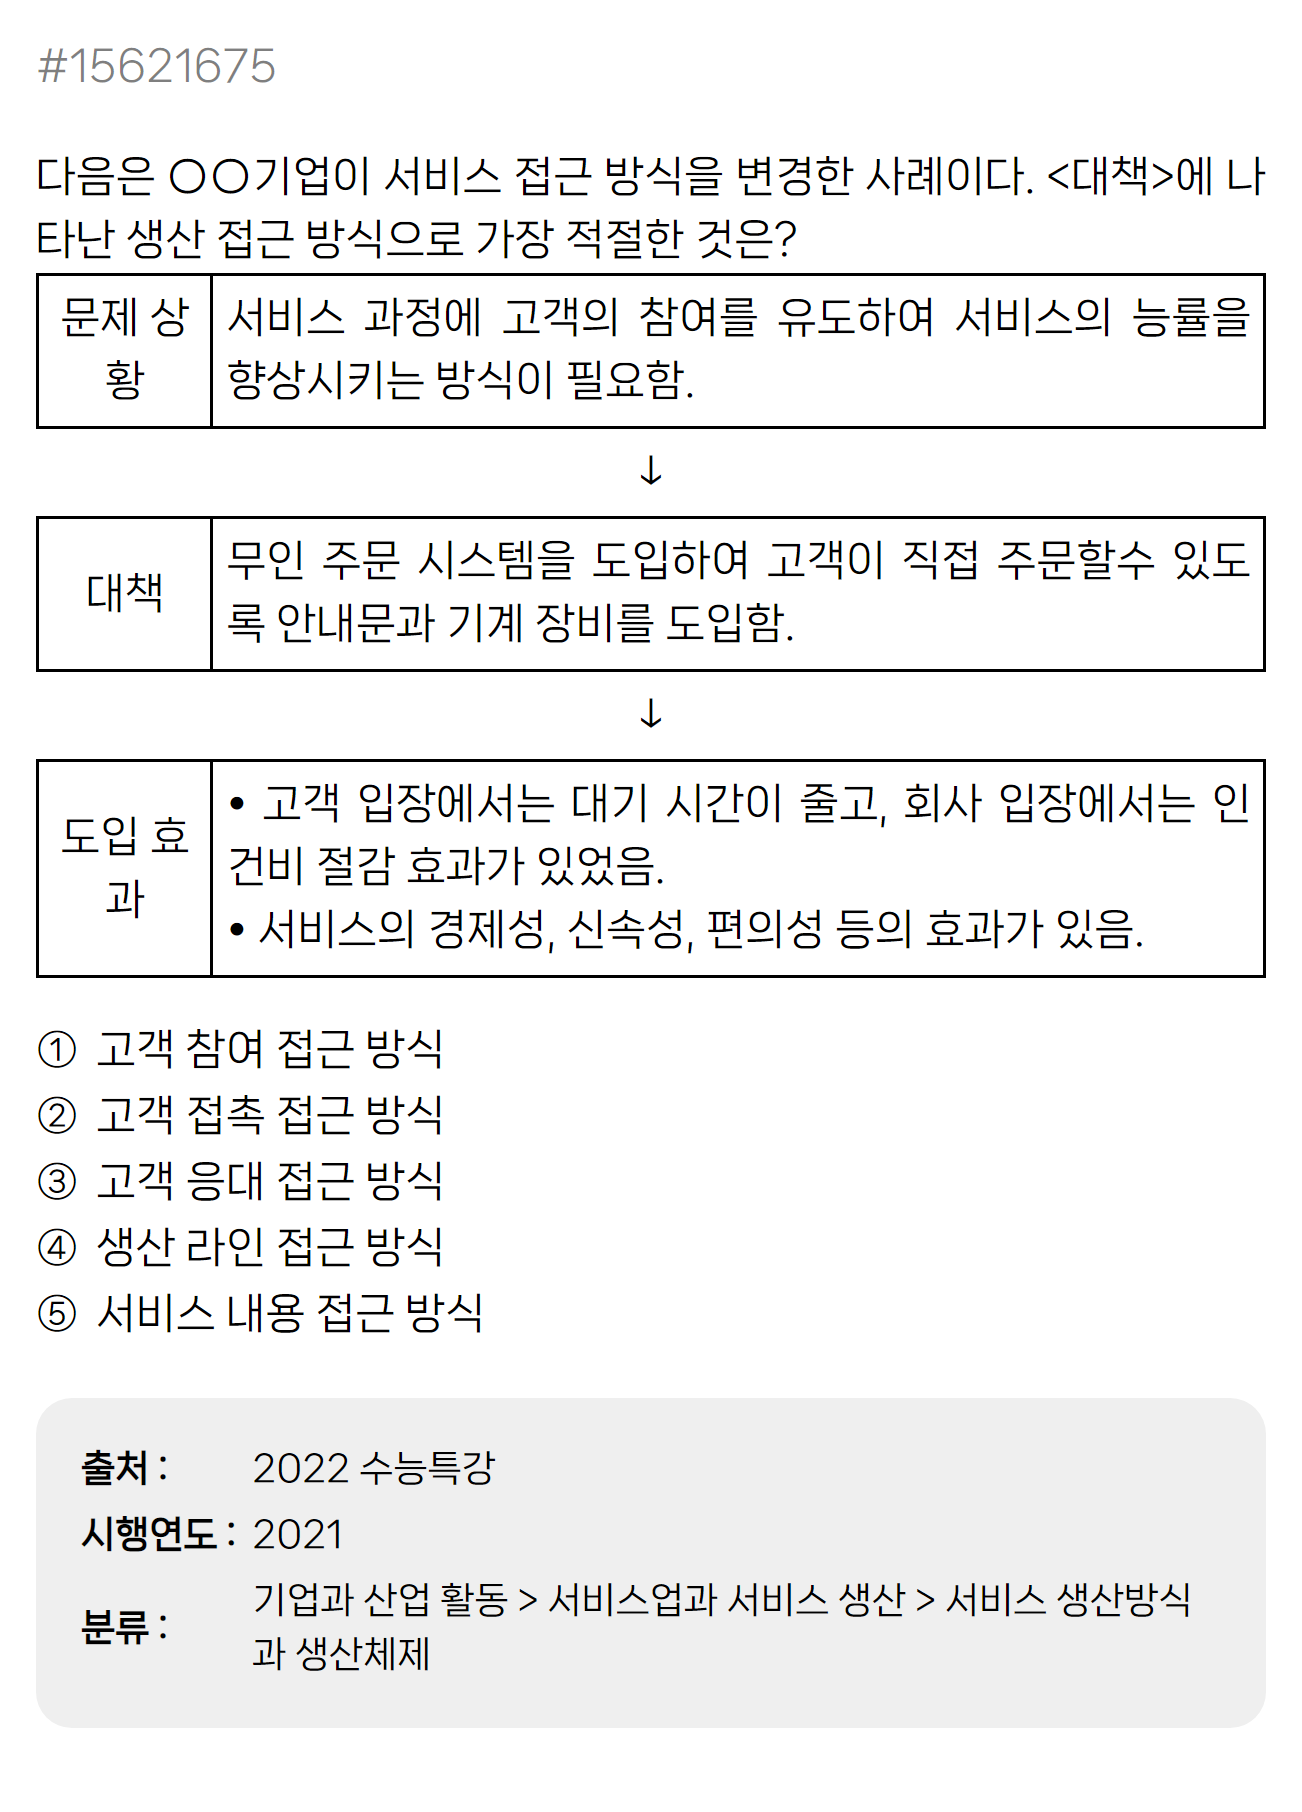 #15621675
다음은 ○○기업이 서비스 접근 방식을 변경한 사례이다. <대책>에 나
타난 생산 접근 방식으로 가장 적절한 것은?
문제 상
황
서비스 과정에 고객의 참여를 유도하여 서비스의 능률을
향상시키는 방식이 필요함.
↓
대책
무인 주문 시스템을 도입하여 고객이 직접 주문할수 있도
록 안내문과 기계 장비를 도입함.
↓
도입 효
과
• 고객 입장에서는 대기 시간이 줄고, 회사 입장에서는 인
건비 절감 효과가 있었음.
• 서비스의 경제성, 신속성, 편의성 등의 효과가 있음.
① 고객 참여 접근 방식
② 고객 접촉 접근 방식
③ 고객 응대 접근 방식
④ 생산 라인 접근 방식
⑤ 서비스 내용 접근 방식
출처 : 2022 수능특강
시행연도 : 2021
분류 : 기업과 산업 활동 > 서비스업과 서비스 생산 > 서비스 생산방식
과 생산체제